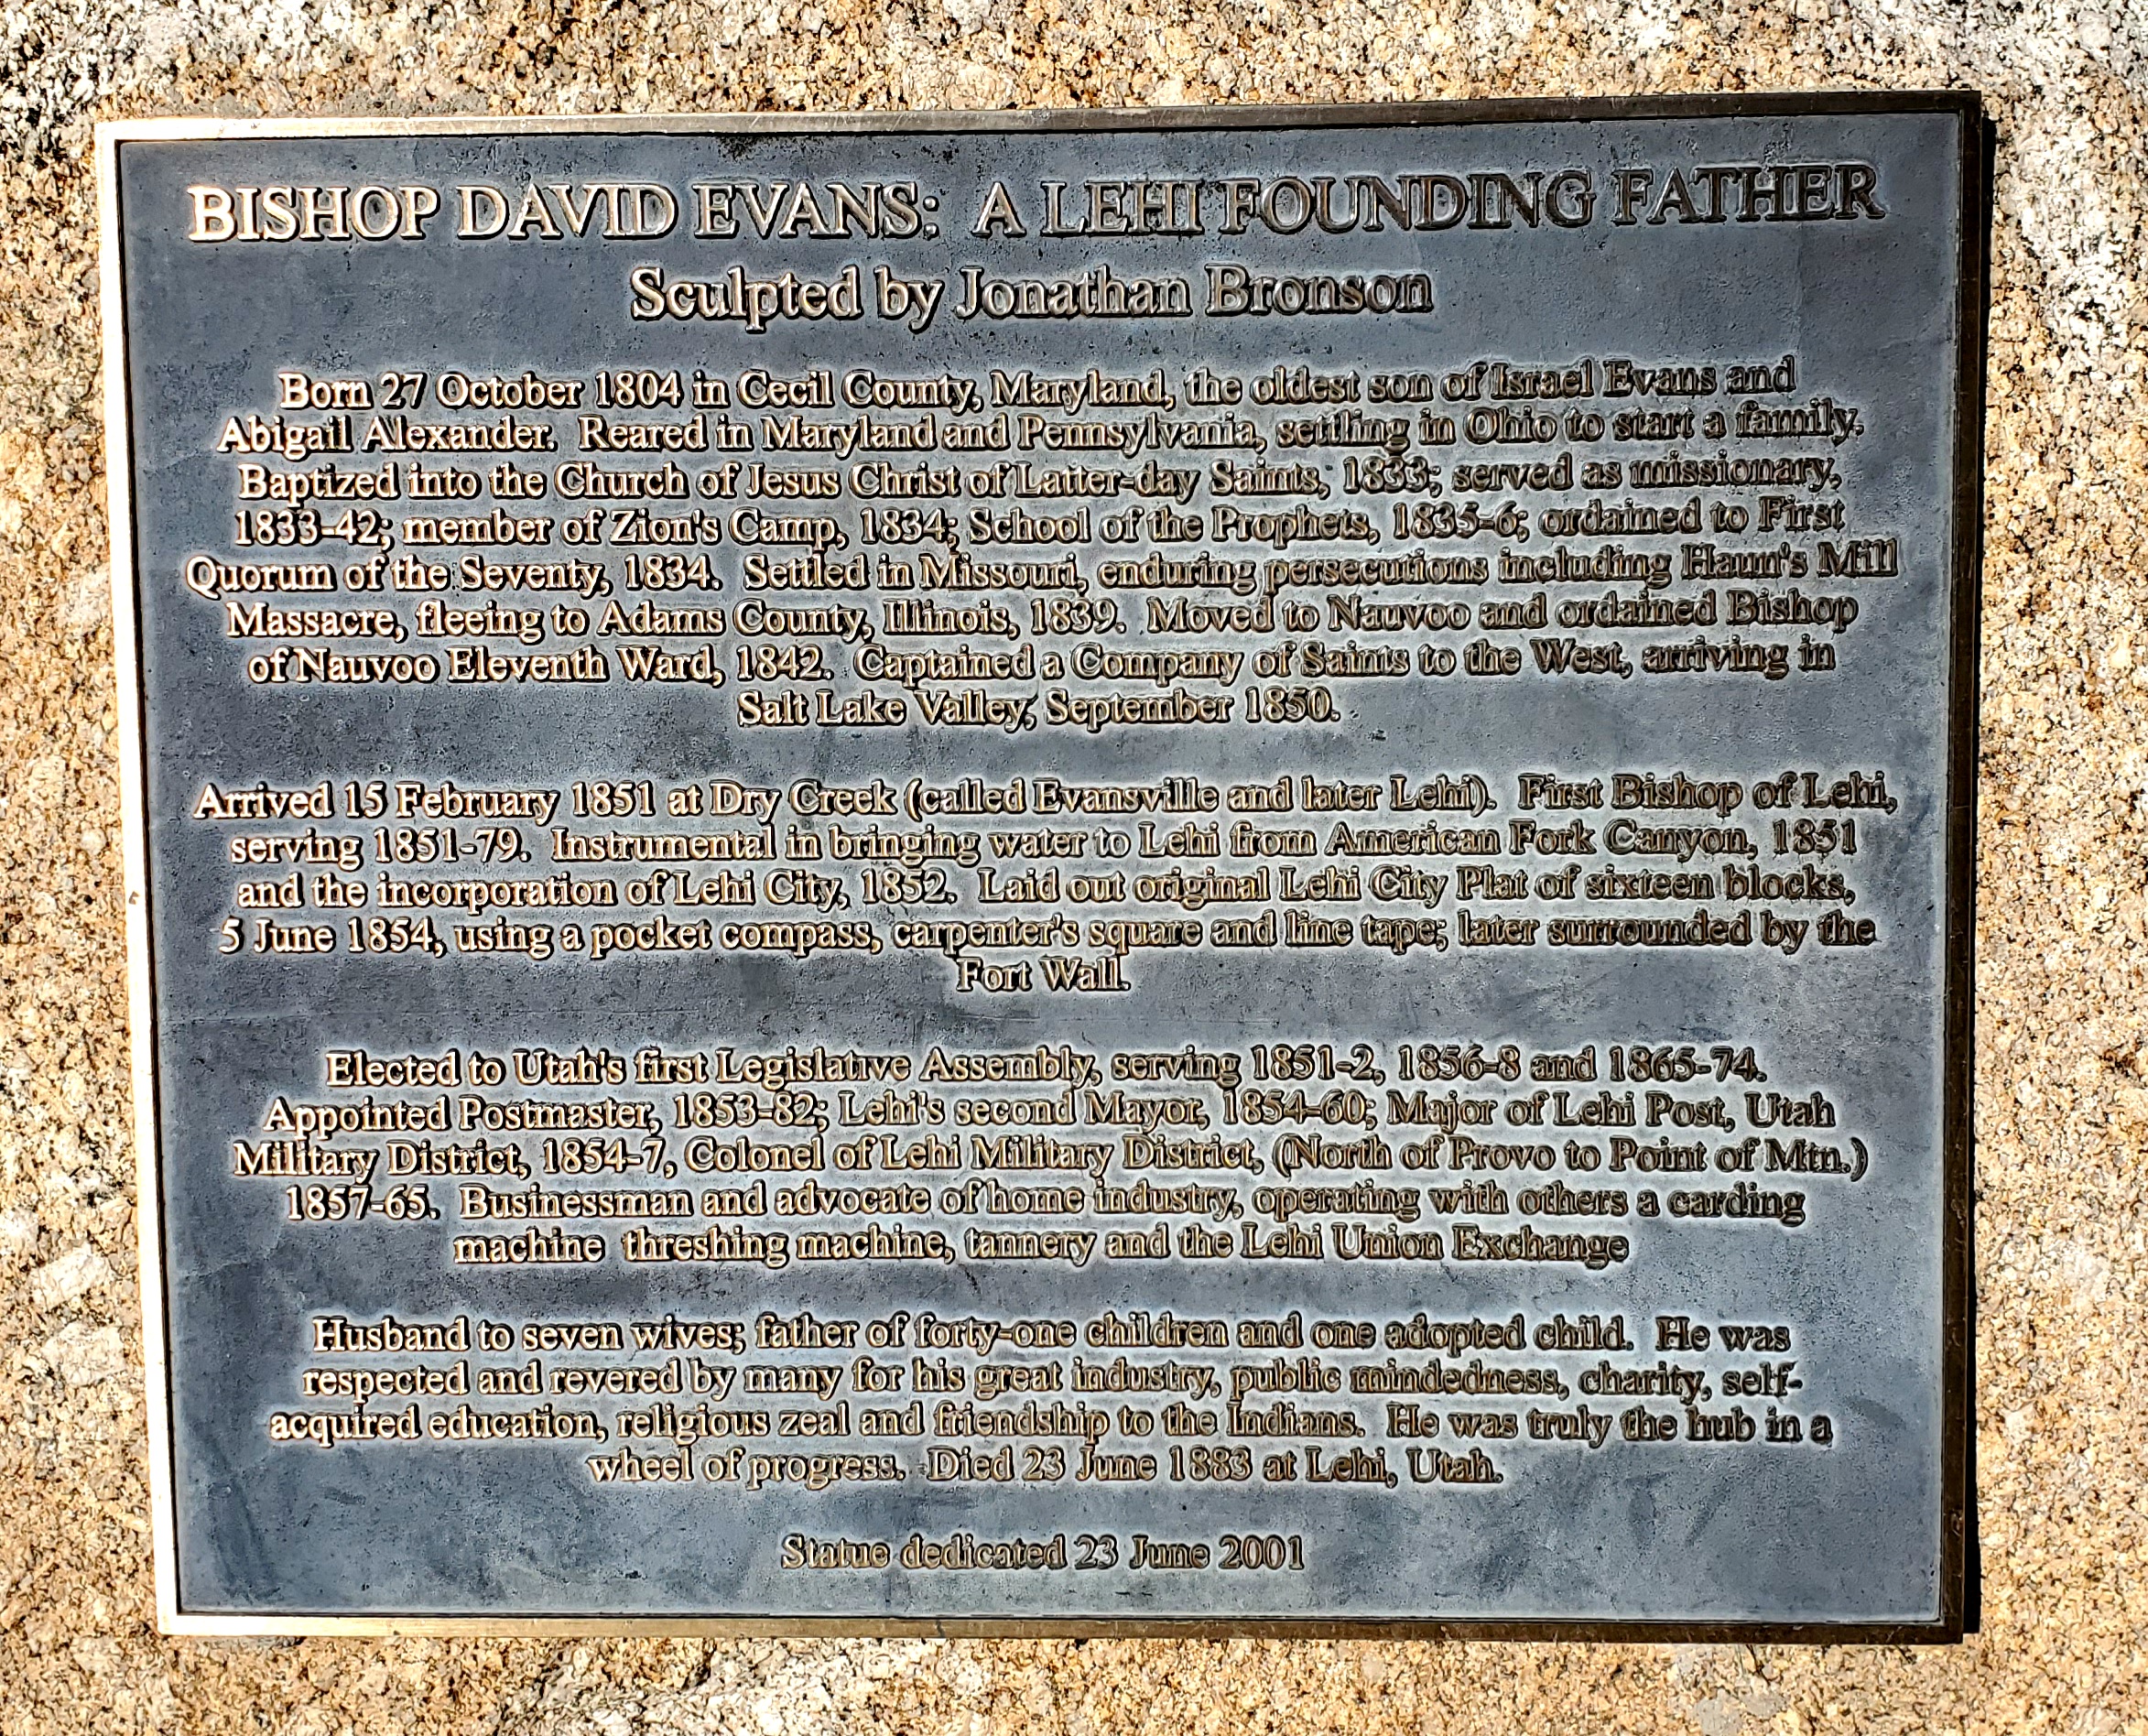 BISHOP DAVID EVANS: A LEHI FOUNDING FATHER
Sculpted by Jonathan Bronson
Born 27 October 1804 in Cecil County, Maryland, the oldest son of Israel Evans and
Abigail Alexander. Reared in Maryland and Pennsylvania, settling in Ohio to start a family.
Baptized into the Church of Jesus Christ of Latter-day Saints, 1833; served as missionary,
1833-42; member of Zion's Camp, 1834; School of the Prophets, 1835-6; ordained to First
Quorum of the Seventy, 1834. Settled in Missouri, enduring persecutions including Haun's Mill
Massacre, fleeing to Adams County, Illinois, 1839. Moved to Nauvoo and ordained Bishop
of Nauvoo Eleventh Ward, 1842. Captained a Company of Saints to the West, arriving in
Salt Lake Valley, September 1850.
Arrived 15 February 1851 at Dry Creek (called Evansville and later Lehi). First Bishop of Lehi,
serving 1851-79. Instrumental in bringing water to Lehi from American Fork Canyon, 1851
and the incorporation of Lehi City, 1852. Laid out original Lehi City Plat of sixteen blocks,
5 June 1854, using a pocket compass, carpenter's square and line tape; later surrounded by the
Fort Wall.
Elected to Utah's first Legislative Assembly, serving 1851-2, 1856-8 and 1865-74.
Appointed Postmaster, 1853-82; Lehi's second Mayor, 1854-60; Major of Lehi Post, Utah
Military District, 1854-7, Colonel of Lehi Military District, (North of Provo to Point of Mtn.)
1857-65. Businessman and advocate of home industry, operating with others a carding
machine threshing machine, tannery and the Lehi Union Exchange
Husband to seven wives; father of forty-one children and one adopted child. He was
respected and revered by many for his great industry, public mindedness, charity, self-
acquired education, religious zeal and friendship to the Indians. He was truly the hub in a
wheel of progress. Died 23 June 1883 at Lehi, Utah.
Statue dedicated 23 June 2001